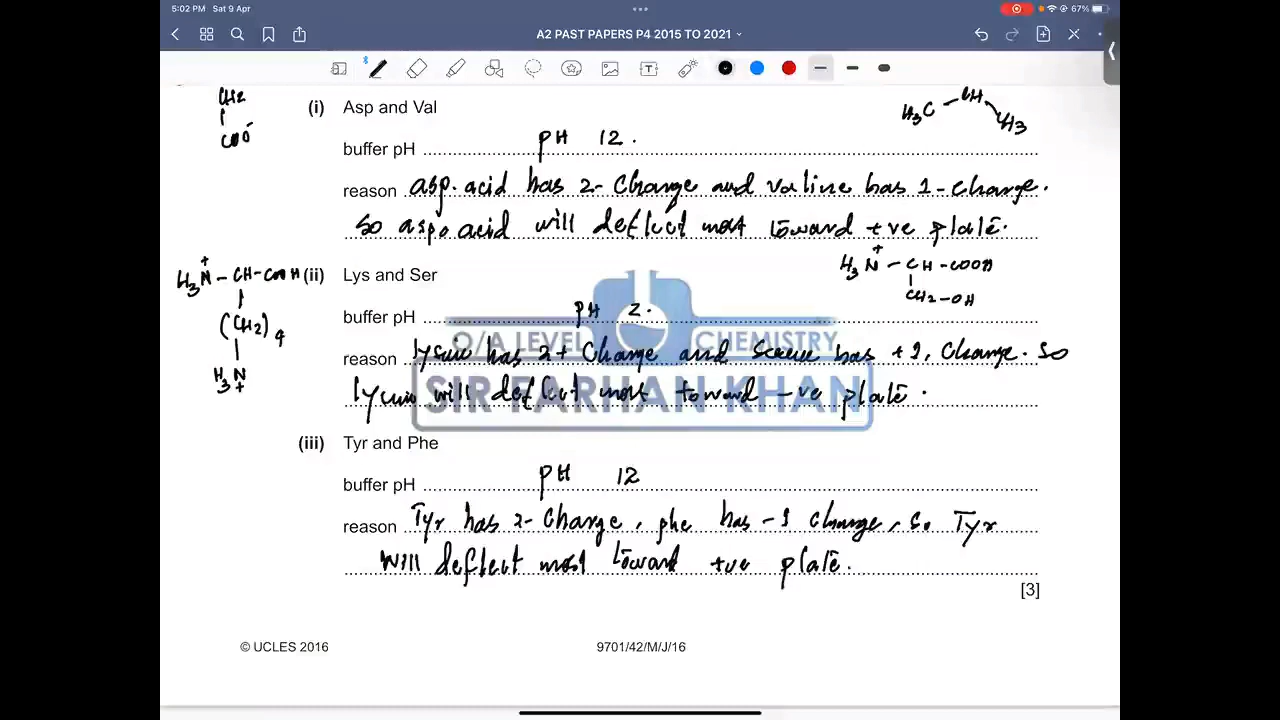 5:02 PM Sat 9 Apr
67%
A2 PAST PAPERS P4 2015 TO 2021
CH2
COO-
(i) Asp and Val
H3C - CH CH3
buffer pH pH 12.
reason asp.acid has 2- Charge and valine has 1- charge.
so aspo acid will deflect most toward +ve plate.
H3N+ - CH - COOH
(CH2)4
H3N+
(ii) Lys and Ser
H3N+ - CH - COOH
CH2 - OH
buffer pH pH 2.
O/A LEVEL CHEMISTRY
reason lysine has 2+ Charge and serine has +1, Charge. So
SIR FARHAN KHAN
lysine will deflect most toward -ve plate.
(iii) Tyr and Phe
buffer pH pH 12
reason Tyr has 2- Charge, phe has -1 charge, So Tyr
will deflect most toward +ve plate.
[3]
© UCLES 2016
9701/42/M/J/16